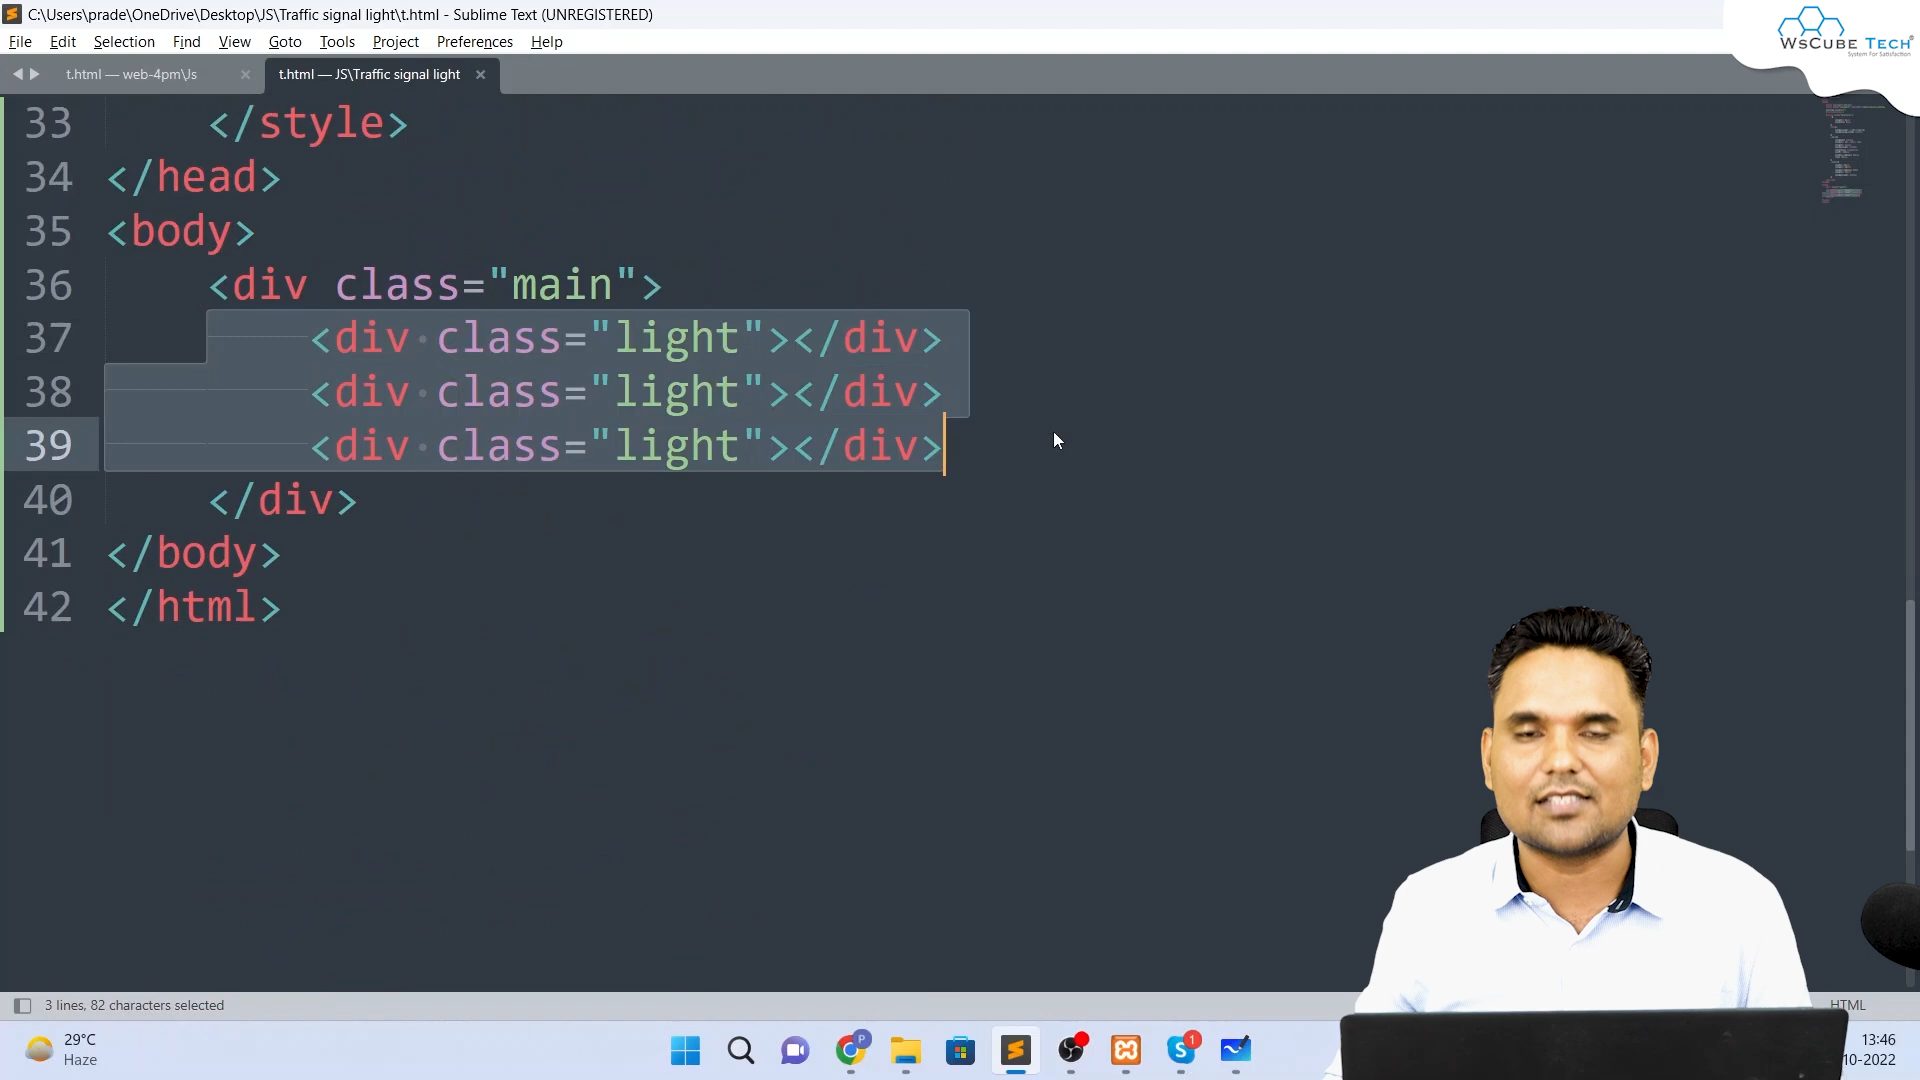 C:\Users\prade\OneDrive\Desktop\JS\Traffic signal light\t.html - Sublime Text (UNREGISTERED)
File Edit Selection Find View Goto Tools Project Preferences Help
WsCube Tech®
System For Satisfaction
t.html — web-4pm\Js × t.html — JS\Traffic signal light ×
33 </style>
34 </head>
35 <body>
36 <div class="main">
37 <div class="light"></div>
38 <div class="light"></div>
39 <div class="light"></div>
40 </div>
41 </body>
42 </html>
3 lines, 82 characters selected
HTML
29°C
Haze
P
1
13:46
10-2022